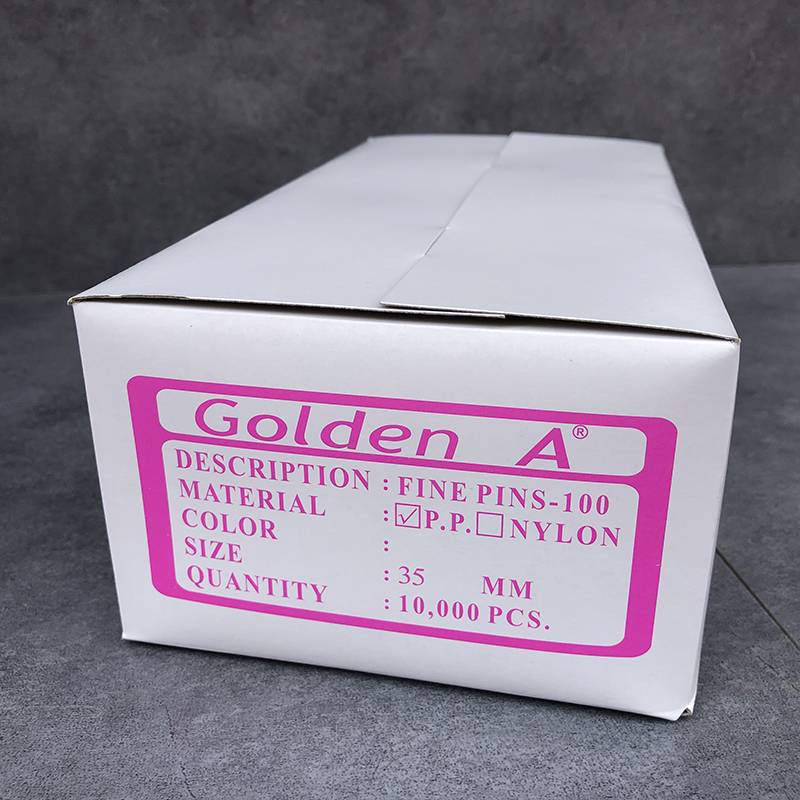 Golden A®
DESCRIPTION : FINE PINS-100
MATERIAL : ☑P.P.☐NYLON
COLOR :
SIZE : 35 MM
QUANTITY : 10,000 PCS.